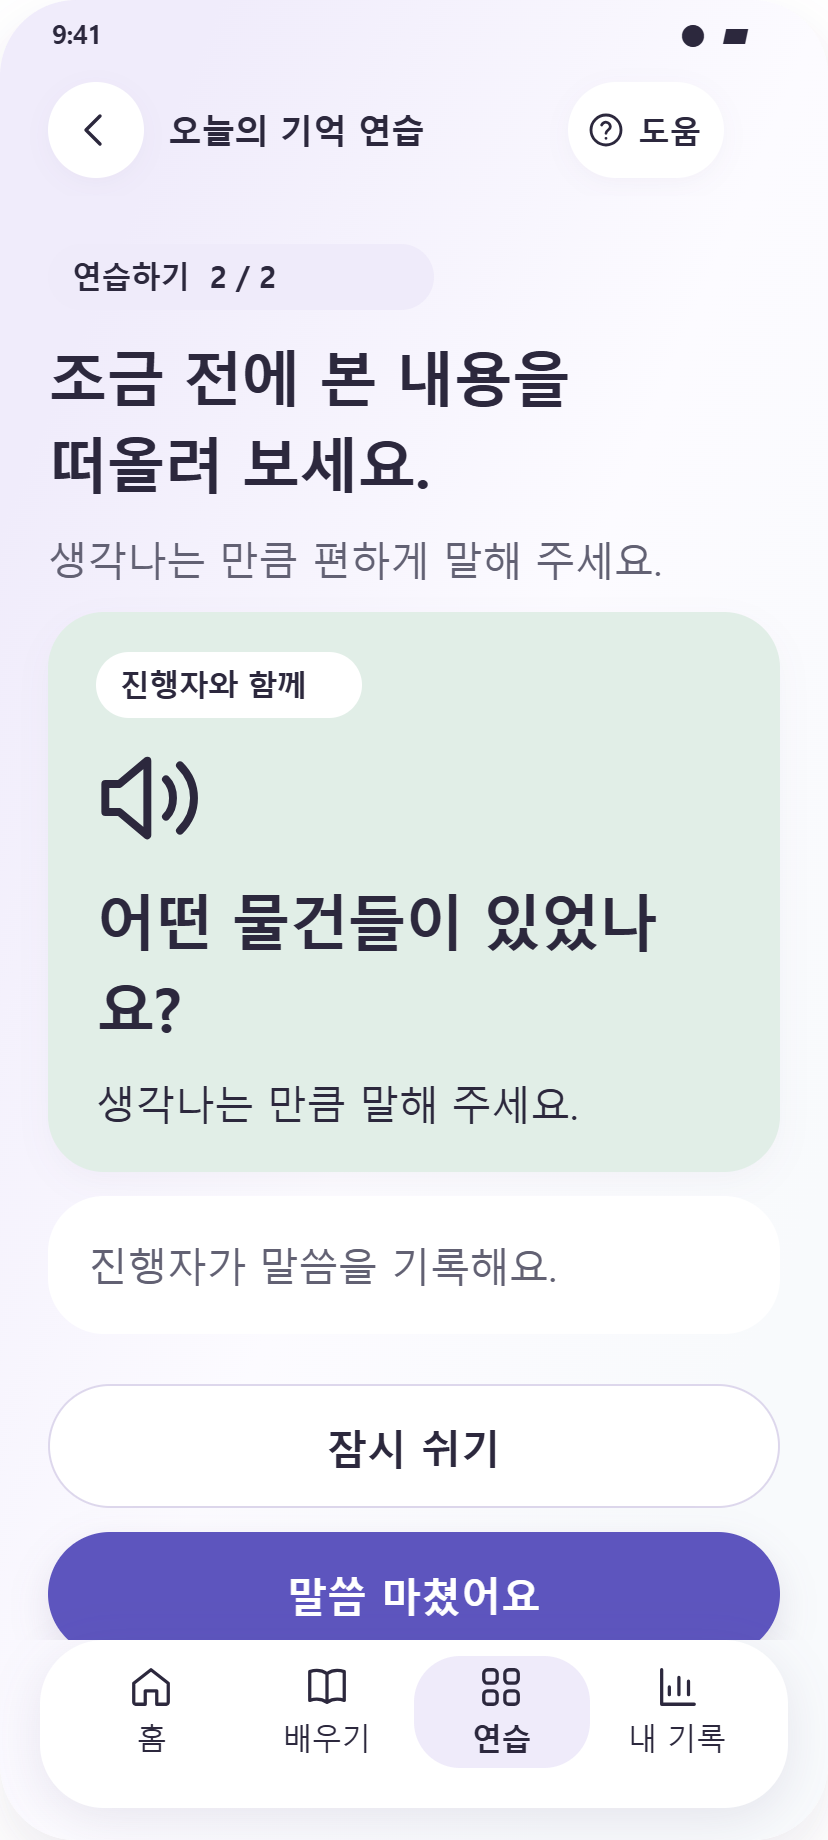 9:41
오늘의 기억 연습
도움
연습하기 2 / 2
조금 전에 본 내용을
떠올려 보세요.
생각나는 만큼 편하게 말해 주세요.
진행자와 함께
어떤 물건들이 있었나
요?
생각나는 만큼 말해 주세요.
진행자가 말씀을 기록해요.
잠시 쉬기
말씀 마쳤어요
홈
배우기
연습
내 기록